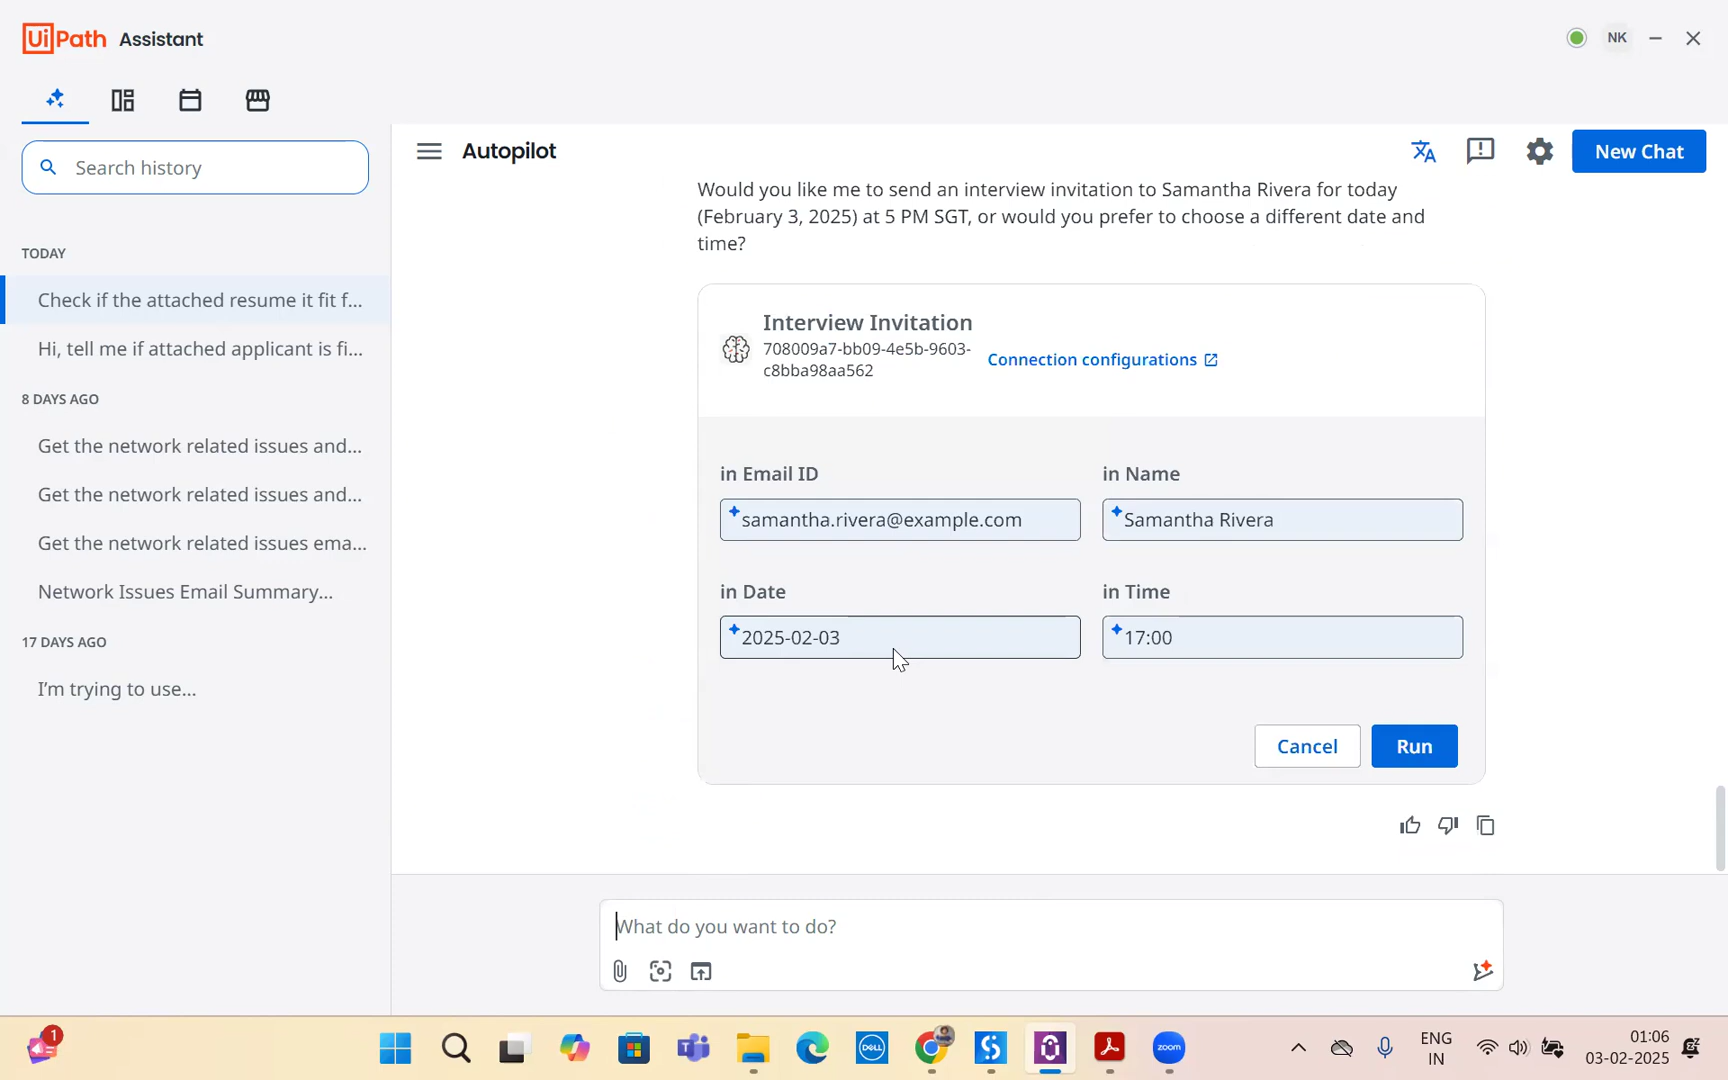 UiPath Assistant
NK
Search history
TODAY
Check if the attached resume it fit f...
Hi, tell me if attached applicant is fi...
8 DAYS AGO
Get the network related issues and...
Get the network related issues and...
Get the network related issues ema...
Network Issues Email Summary...
17 DAYS AGO
I'm trying to use...
Autopilot
New Chat
Would you like me to send an interview invitation to Samantha Rivera for today
(February 3, 2025) at 5 PM SGT, or would you prefer to choose a different date and
time?
Interview Invitation
708009a7-bb09-4e5b-9603-
c8bba98aa562
Connection configurations
in Email ID
in Name
samantha.rivera@example.com
Samantha Rivera
in Date
in Time
2025-02-03
17:00
Cancel
Run
What do you want to do?
1
DELL
zoom
ENG
IN
01:06
03-02-2025